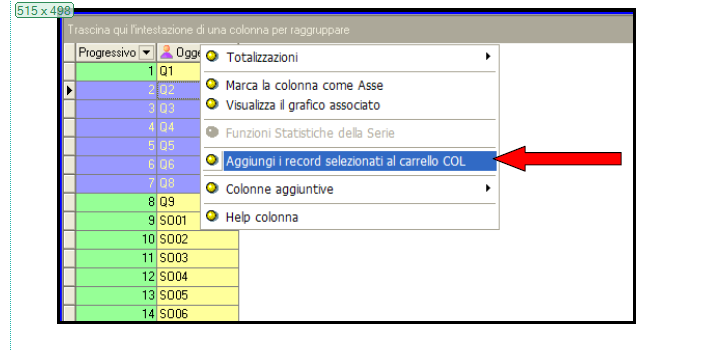 515 x 498
Trascina qui l'intestazione di una colonna per raggruppare
Progressivo Ogge
1 Q1
2 Q2
3 Q3
4 Q4
5 Q5
6 Q6
7 Q8
8 Q9
9 SO01
10 SO02
11 SO03
12 SO04
13 SO05
14 SO06
Totalizzazioni
Marca la colonna come Asse
Visualizza il grafico associato
Funzioni Statistiche della Serie
Aggiungi i record selezionati al carrello COL
Colonne aggiuntive
Help colonna